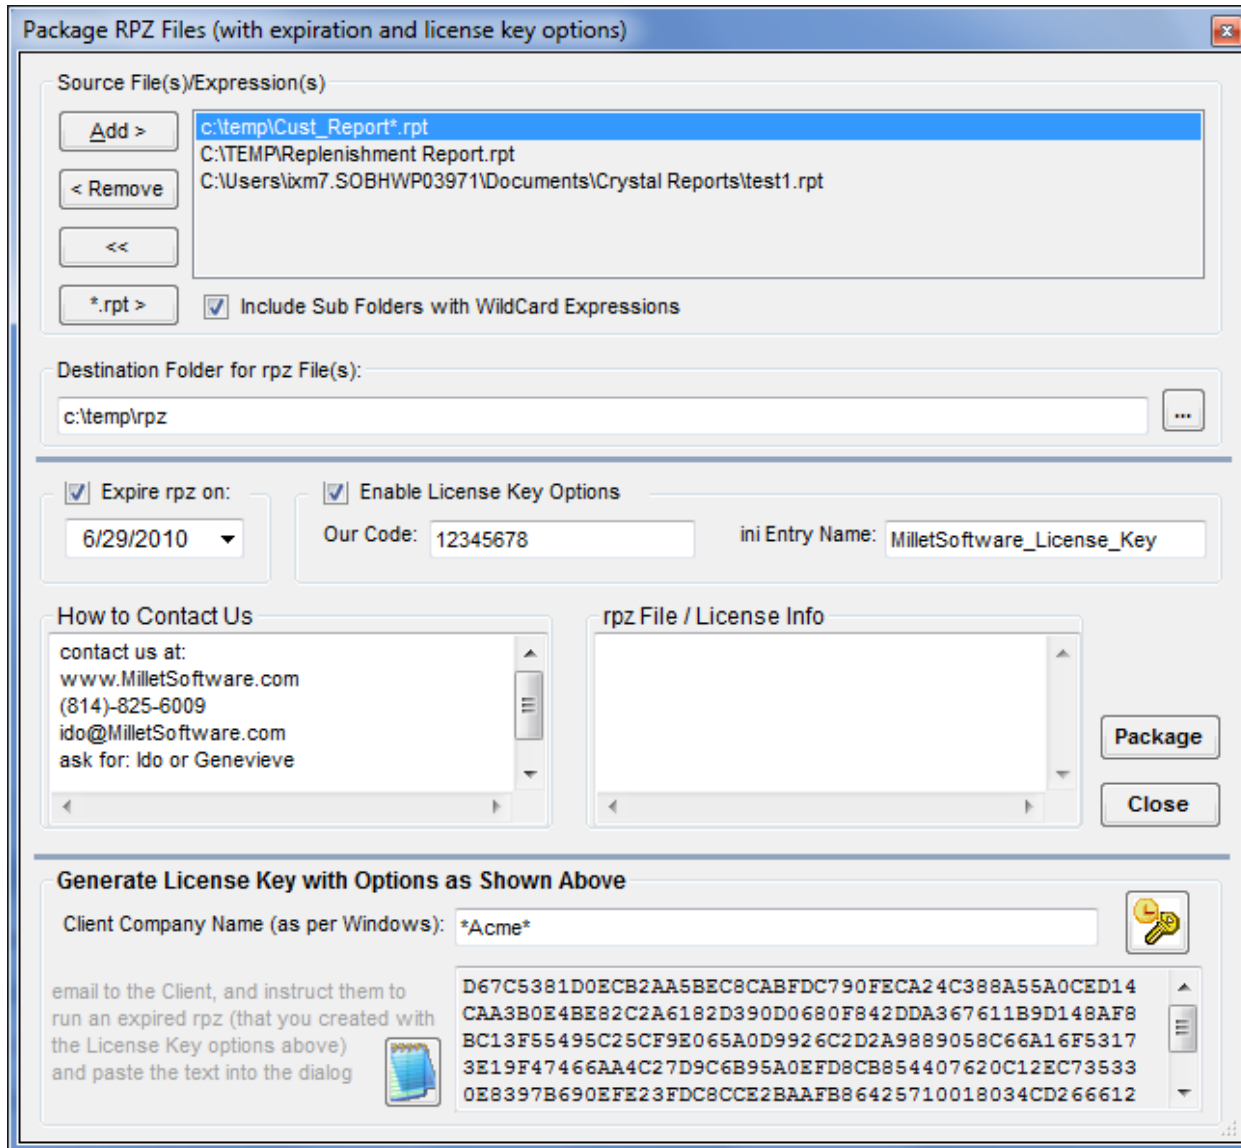 Package RPZ Files (with expiration and license key options)
Source File(s)/Expression(s)
Add >
c:\temp\Cust_Report*.rpt
C:\TEMP\Replenishment Report.rpt
< Remove
C:\Users\ixm7.SOBHWP03971\Documents\Crystal Reports\test1.rpt
<<
*.rpt >
Include Sub Folders with WildCard Expressions
Destination Folder for rpz File(s):
c:\temp\rpz
...
Expire rpz on:
Enable License Key Options
6/29/2010
Our Code:
12345678
ini Entry Name:
MilletSoftware_License_Key
How to Contact Us
contact us at:
www.MilletSoftware.com
(814)-825-6009
ido@MilletSoftware.com
ask for: Ido or Genevieve
rpz File / License Info
Package
Close
Generate License Key with Options as Shown Above
Client Company Name (as per Windows):
*Acme*
email to the Client, and instruct them to
run an expired rpz (that you created with
the License Key options above)
and paste the text into the dialog
D67C5381D0ECB2AA5BEC8CABFDC790FECA24C388A55A0CED14
CAA3B0E4BE82C2A6182D390D0680F842DDA367611B9D148AF8
BC13F55495C25CF9E065A0D9926C2D2A9889058C66A16F5317
3E19F47466AA4C27D9C6B95A0EFD8CB854407620C12EC73533
0E8397B690EFE23FDC8CCE2BAAFB86425710018034CD266612